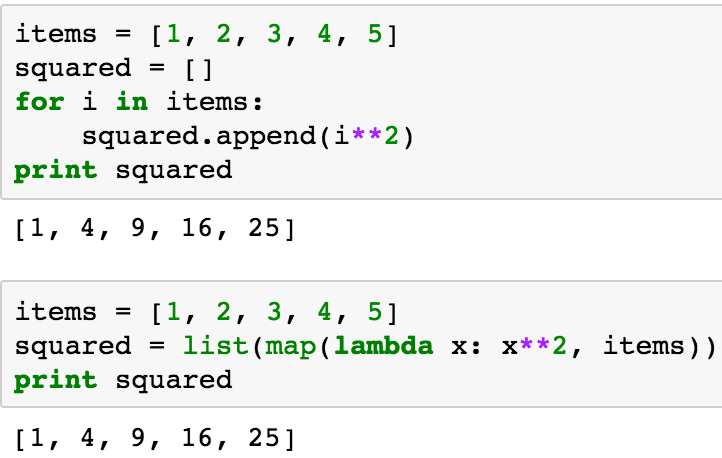 items = [1, 2, 3, 4, 5]
squared = []
for i in items:
    squared.append(i**2)
print squared
[1, 4, 9, 16, 25]
items = [1, 2, 3, 4, 5]
squared = list(map(lambda x: x**2, items))
print squared
[1, 4, 9, 16, 25]